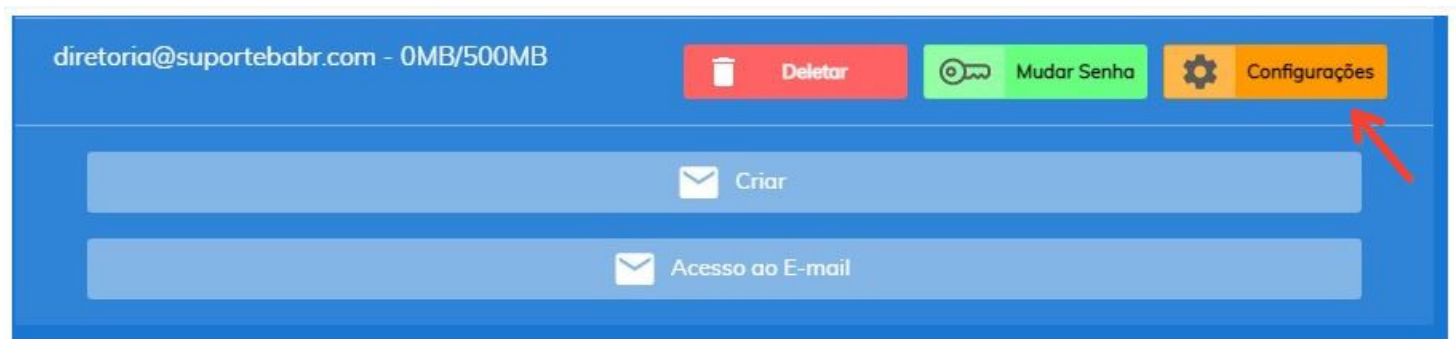 diretoria@suportebabr.com - 0MB/500MB
Deletar
Mudar Senha
Configurações
Criar
Acesso ao E-mail